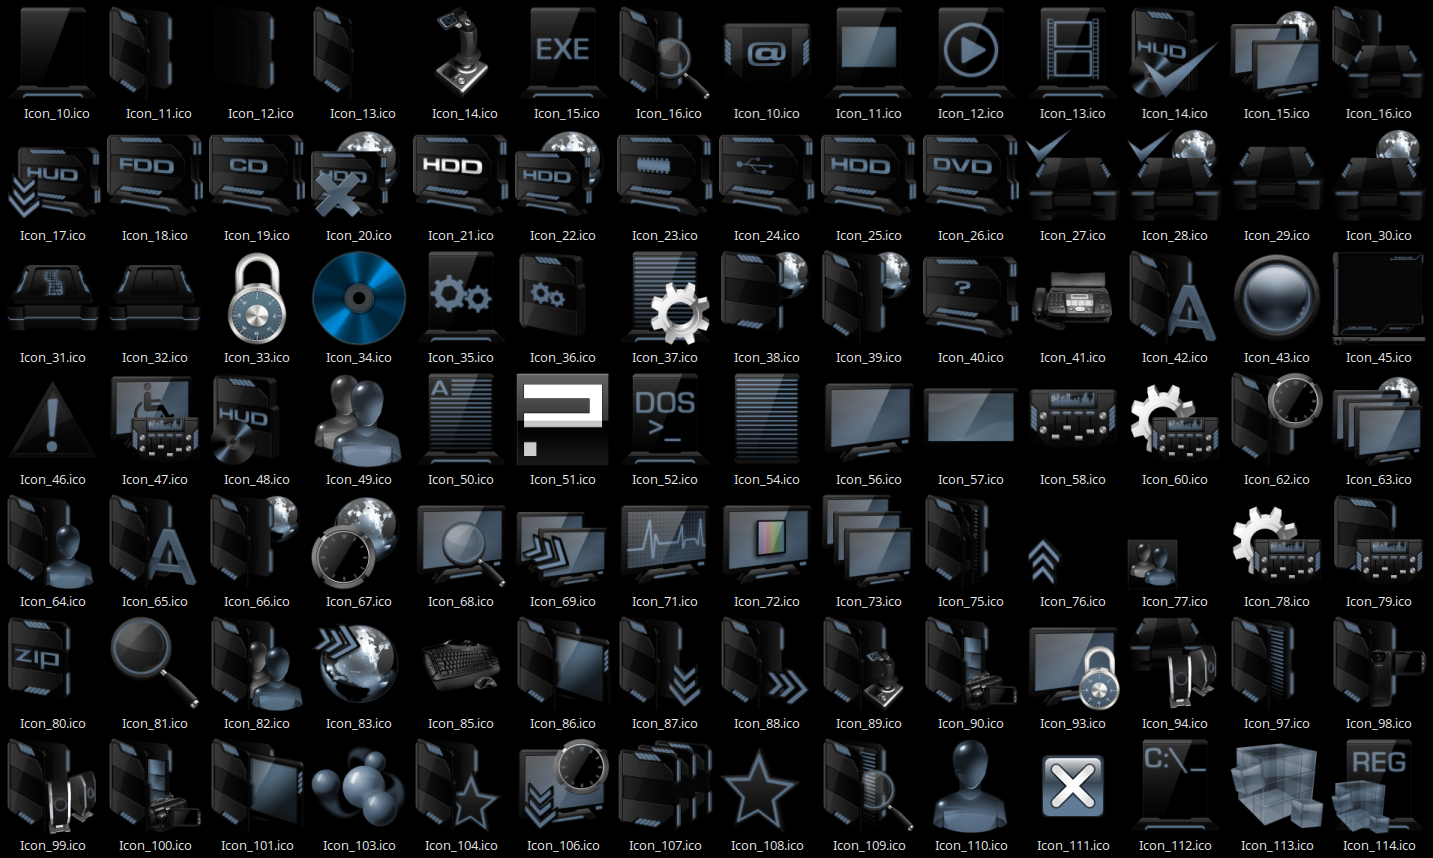 EXE @ HUD
Icon_10.ico Icon_11.ico Icon_12.ico Icon_13.ico Icon_14.ico Icon_15.ico Icon_16.ico Icon_10.ico Icon_11.ico Icon_12.ico Icon_13.ico Icon_14.ico Icon_15.ico Icon_16.ico
HUD FDD CD HDD HDD HDD HDD DVD
Icon_17.ico Icon_18.ico Icon_19.ico Icon_20.ico Icon_21.ico Icon_22.ico Icon_23.ico Icon_24.ico Icon_25.ico Icon_26.ico Icon_27.ico Icon_28.ico Icon_29.ico Icon_30.ico
? A
Icon_31.ico Icon_32.ico Icon_33.ico Icon_34.ico Icon_35.ico Icon_36.ico Icon_37.ico Icon_38.ico Icon_39.ico Icon_40.ico Icon_41.ico Icon_42.ico Icon_43.ico Icon_45.ico
! HUD A DOS
>_
Icon_46.ico Icon_47.ico Icon_48.ico Icon_49.ico Icon_50.ico Icon_51.ico Icon_52.ico Icon_54.ico Icon_56.ico Icon_57.ico Icon_58.ico Icon_60.ico Icon_62.ico Icon_63.ico
A
Icon_64.ico Icon_65.ico Icon_66.ico Icon_67.ico Icon_68.ico Icon_69.ico Icon_71.ico Icon_72.ico Icon_73.ico Icon_75.ico Icon_76.ico Icon_77.ico Icon_78.ico Icon_79.ico
ZIP
Icon_80.ico Icon_81.ico Icon_82.ico Icon_83.ico Icon_85.ico Icon_86.ico Icon_87.ico Icon_88.ico Icon_89.ico Icon_90.ico Icon_93.ico Icon_94.ico Icon_97.ico Icon_98.ico
C:\_ REG
Icon_99.ico Icon_100.ico Icon_101.ico Icon_103.ico Icon_104.ico Icon_106.ico Icon_107.ico Icon_108.ico Icon_109.ico Icon_110.ico Icon_111.ico Icon_112.ico Icon_113.ico Icon_114.ico